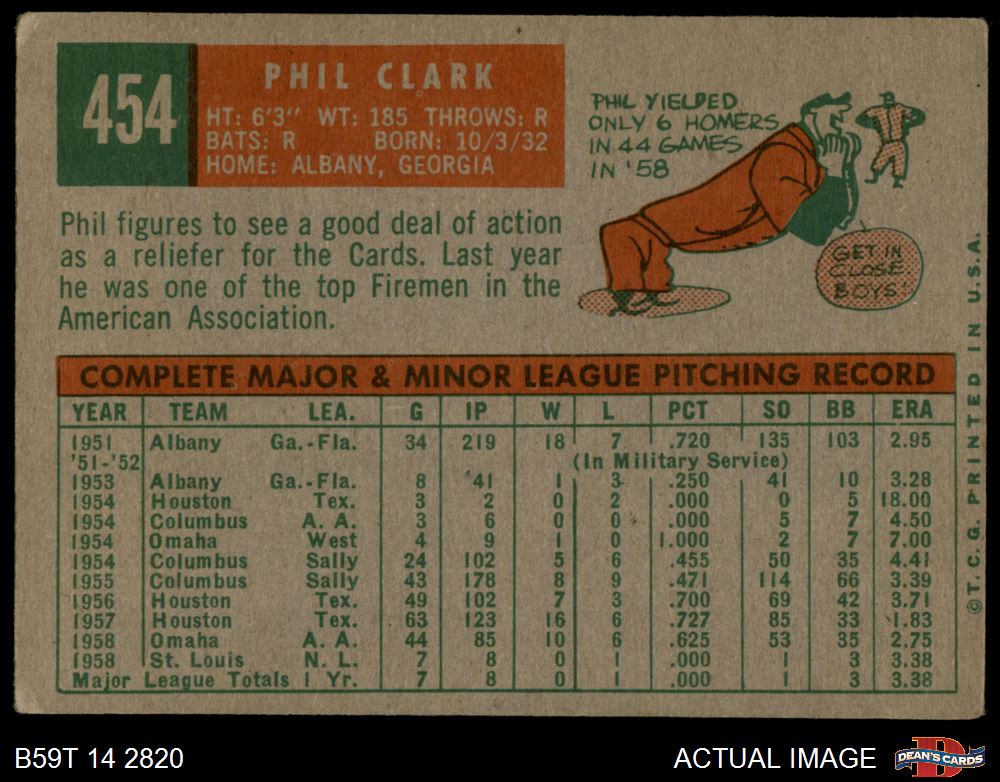 454
PHIL CLARK
HT: 6'3" WT: 185 THROWS: R
BATS: R BORN: 10/3/32
HOME: ALBANY, GEORGIA
PHIL YIELDED
ONLY 6 HOMERS
IN 44 GAMES
IN '58
GET IN
CLOSE
BOYS'
Phil figures to see a good deal of action
as a reliefer for the Cards. Last year
he was one of the top Firemen in the
American Association.
COMPLETE MAJOR & MINOR LEAGUE PITCHING RECORD
YEAR TEAM LEA. G IP W L PCT SO BB ERA
1951 Albany Ga.-Fla. 34 219 18 7 .720 135 103 2.95
'51-'52 (In Military Service)
1953 Albany Ga.-Fla. 8 41 1 3 .250 41 10 3.28
1954 Houston Tex. 3 2 0 2 .000 0 5 18.00
1954 Columbus A. A. 3 6 0 0 .000 5 7 4.50
1954 Omaha West 4 9 1 0 1.000 2 7 7.00
1954 Columbus Sally 24 102 5 6 .455 50 35 4.41
1955 Columbus Sally 43 178 8 9 .471 114 66 3.39
1956 Houston Tex. 49 102 7 3 .700 69 42 3.71
1957 Houston Tex. 63 123 16 6 .727 85 33 1.83
1958 Omaha A. A. 44 85 10 6 .625 53 35 2.75
1958 St. Louis N. L. 7 8 0 1 .000 1 3 3.38
Major League Totals 1 Yr. 7 8 0 1 .000 1 3 3.38
© T. C. G. PRINTED IN U.S.A.
B59T 14 2820
ACTUAL IMAGE
D
DEAN'S CARDS